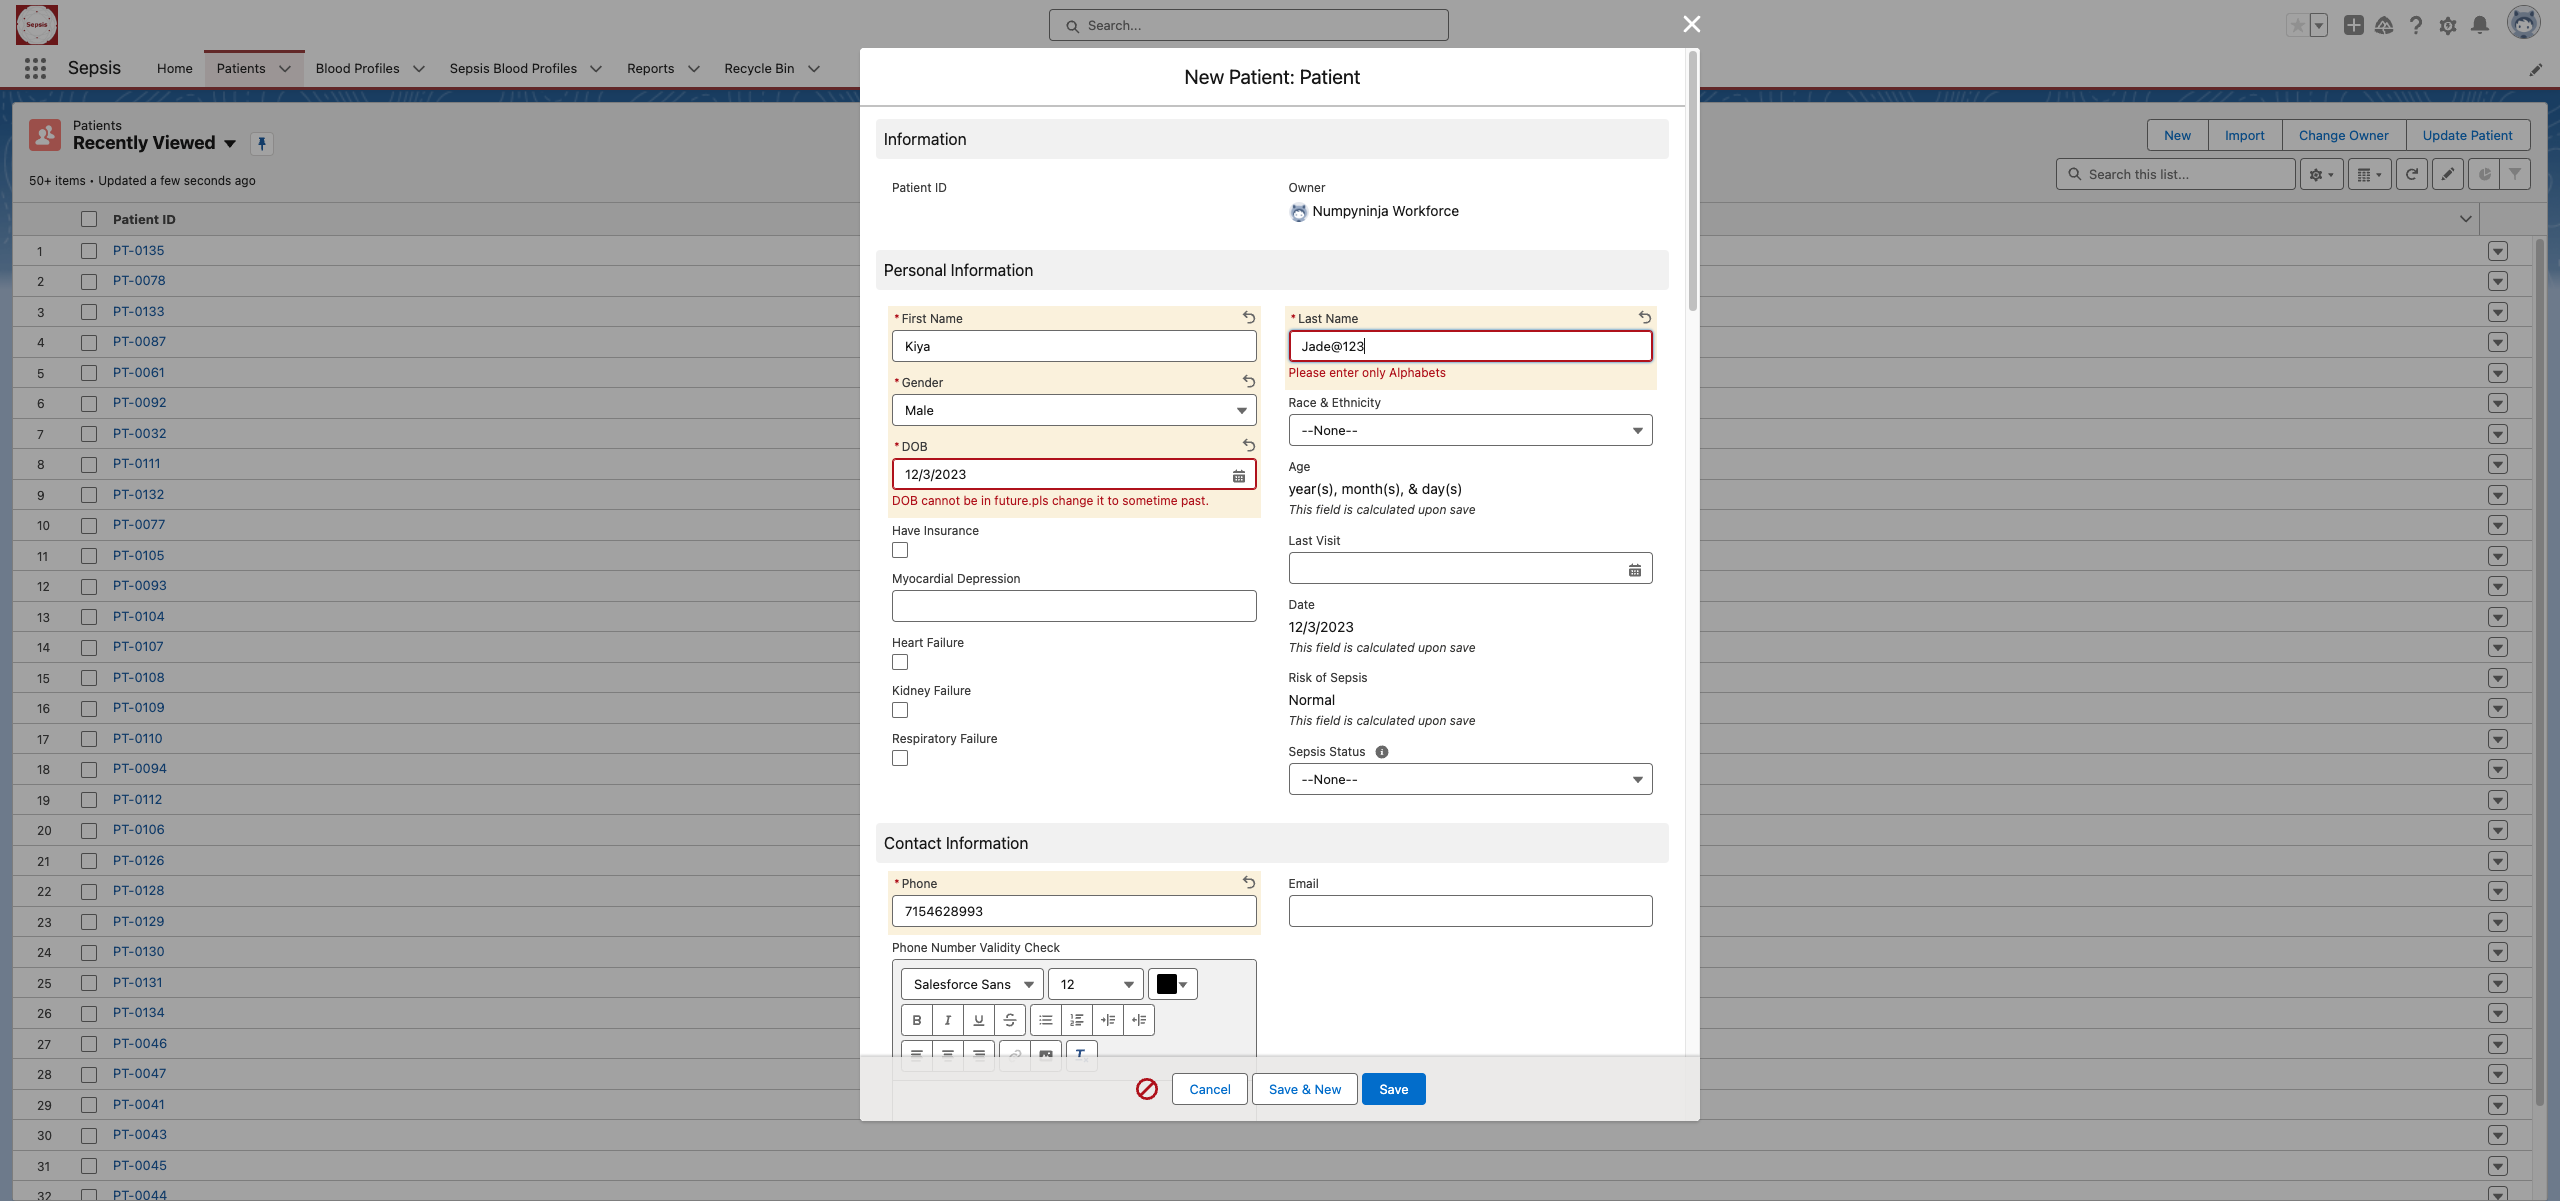 Sepsis
Search...
Sepsis
Home
Patients
Blood Profiles
Sepsis Blood Profiles
Reports
Recycle Bin
Patients
Recently Viewed
50+ items • Updated a few seconds ago
New
Import
Change Owner
Update Patient
Search this list...
Patient ID
1 PT-0135
2 PT-0078
3 PT-0133
4 PT-0087
5 PT-0061
6 PT-0092
7 PT-0032
8 PT-0111
9 PT-0132
10 PT-0077
11 PT-0105
12 PT-0093
13 PT-0104
14 PT-0107
15 PT-0108
16 PT-0109
17 PT-0110
18 PT-0094
19 PT-0112
20 PT-0106
21 PT-0126
22 PT-0128
23 PT-0129
24 PT-0130
25 PT-0131
26 PT-0134
27 PT-0046
28 PT-0047
29 PT-0041
30 PT-0043
31 PT-0045
32 PT-0044
New Patient: Patient
Information
Patient ID
Owner
Numpyninja Workforce
Personal Information
* First Name
Kiya
* Last Name
Jade@123
Please enter only Alphabets
* Gender
Male
Race & Ethnicity
--None--
* DOB
12/3/2023
DOB cannot be in future.pls change it to sometime past.
Age
year(s), month(s), & day(s)
This field is calculated upon save
Have Insurance
Last Visit
Myocardial Depression
Date
12/3/2023
This field is calculated upon save
Heart Failure
Risk of Sepsis
Normal
This field is calculated upon save
Kidney Failure
Respiratory Failure
Sepsis Status
--None--
Contact Information
* Phone
7154628993
Email
Phone Number Validity Check
Salesforce Sans
12
B I U S
Cancel
Save & New
Save